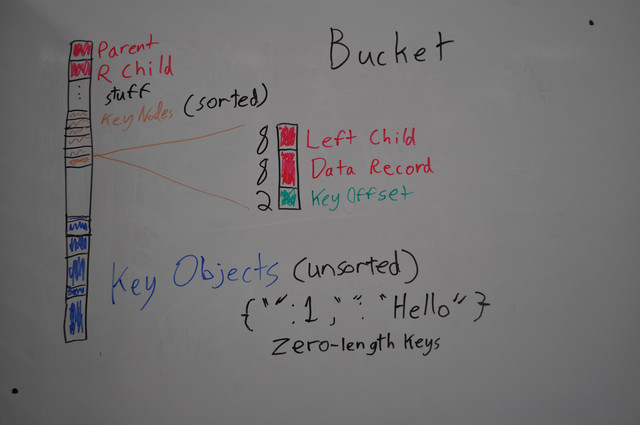 Bucket
Parent
R Child
⋮
stuff
Key Nodes (sorted)
8 Left Child
8 Data Record
2 Key Offset
Key Objects (unsorted)
{"":1,"":"Hello"}
Zero-length Keys